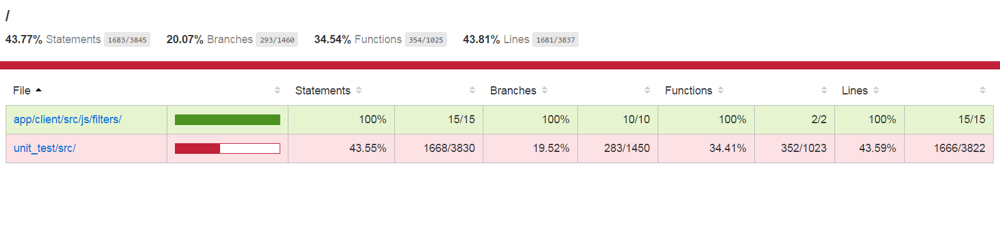 /
43.77% Statements 1683/3845 20.07% Branches 293/1460 34.54% Functions 354/1025 43.81% Lines 1681/3837
File Statements Branches Functions Lines
app/client/src/js/filters/ 100% 15/15 100% 10/10 100% 2/2 100% 15/15
unit_test/src/ 43.55% 1668/3830 19.52% 283/1450 34.41% 352/1023 43.59% 1666/3822